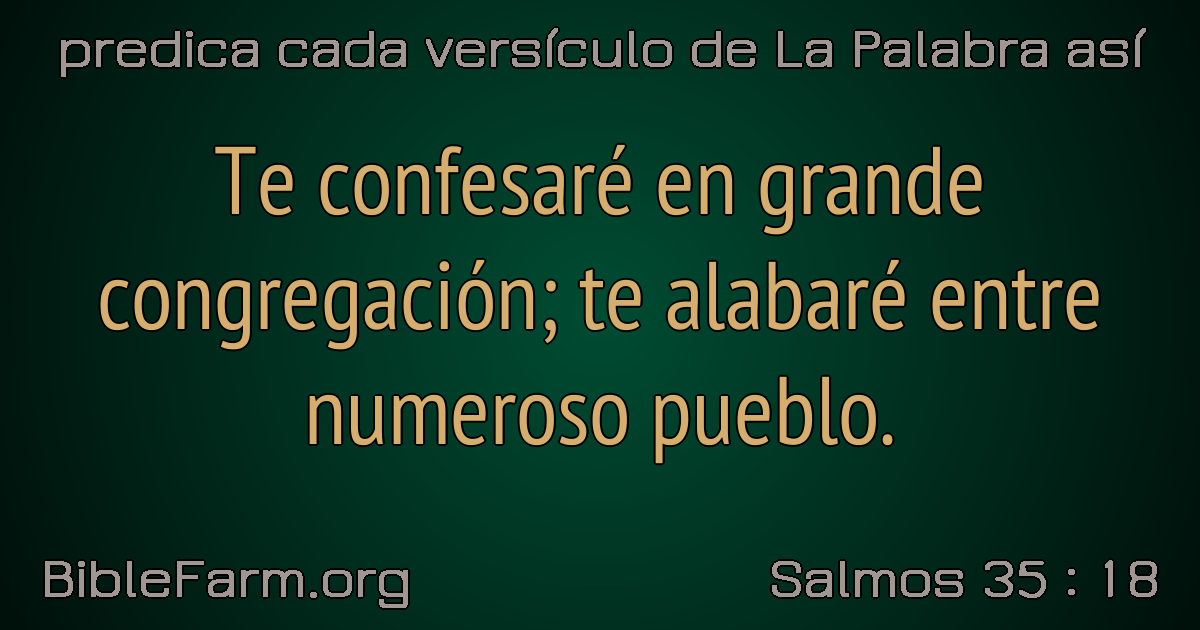 predica cada versículo de La Palabra así
Te confesaré en grande
congregación; te alabaré entre
numeroso pueblo.
BibleFarm.org
Salmos 35 : 18